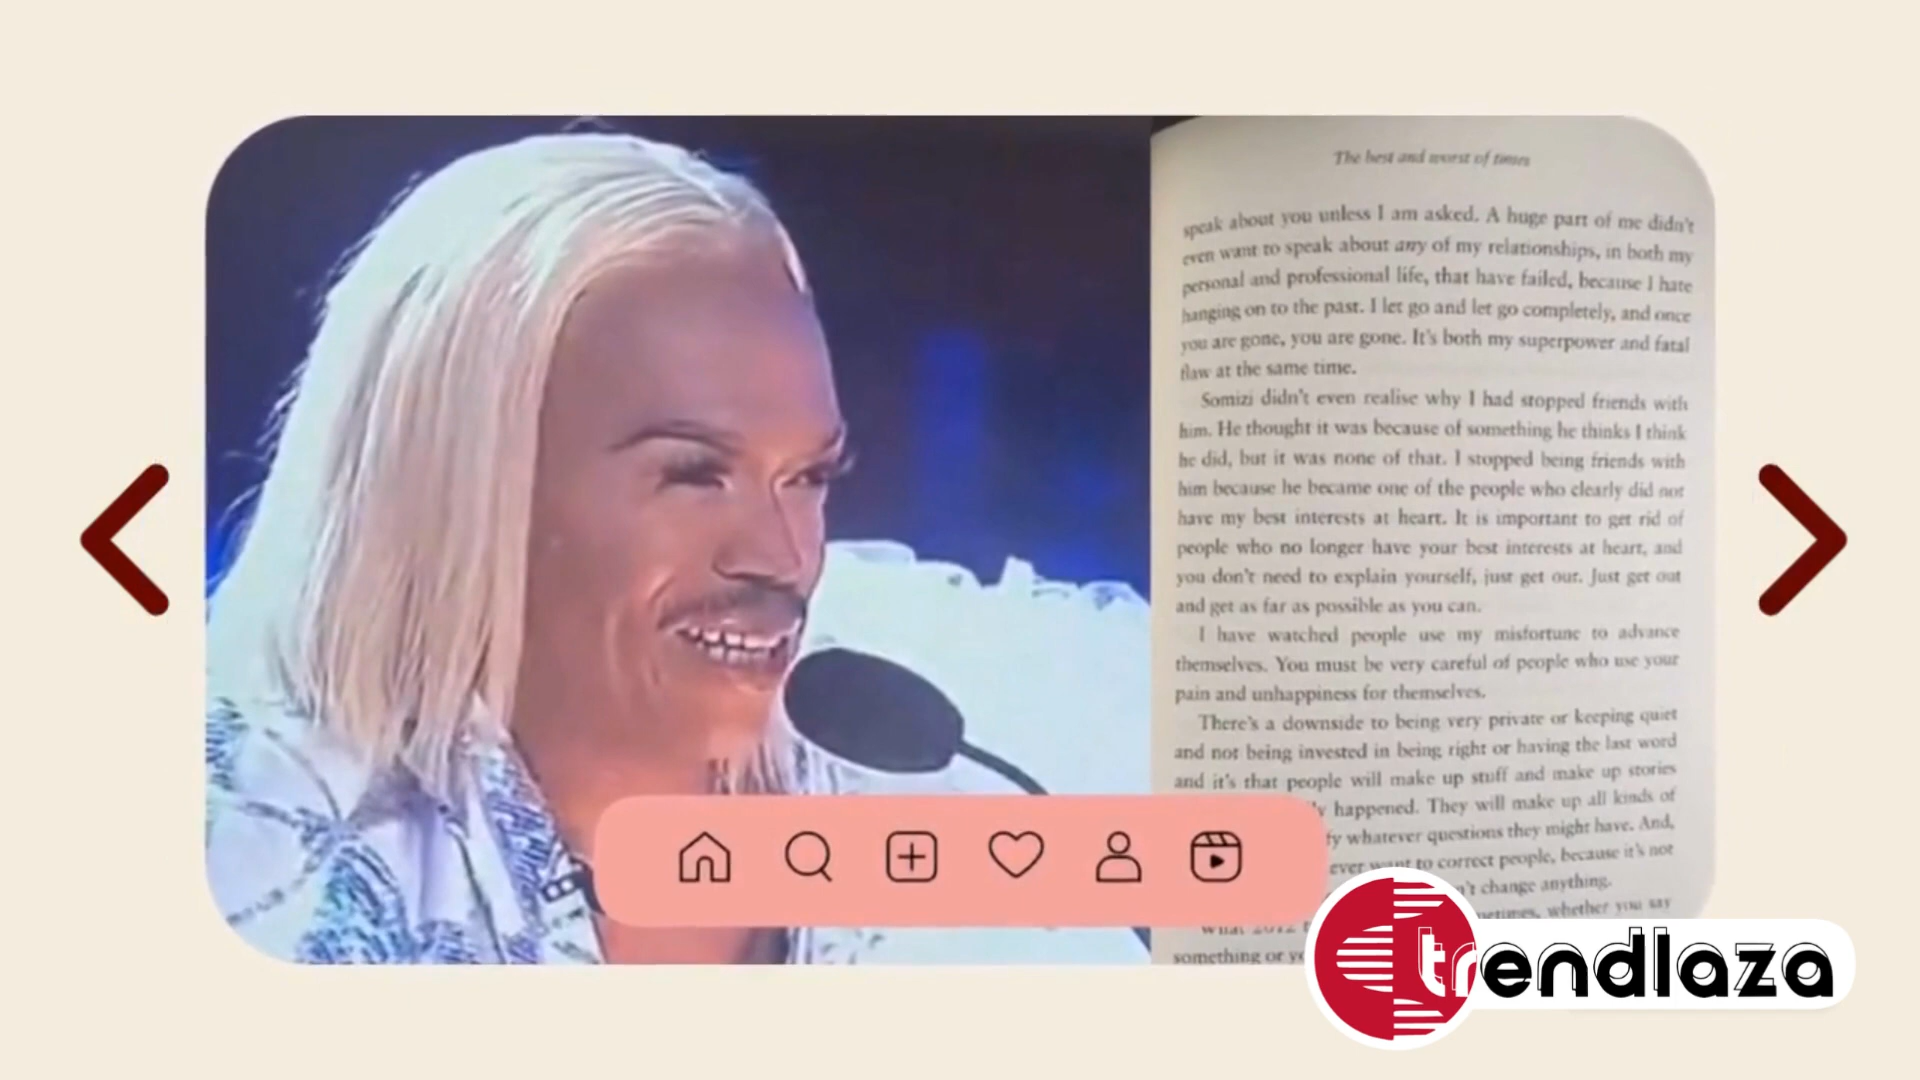 The best and worst of times
speak about you unless I am asked. A huge part of me didn't
even want to speak about any of my relationships, in both my
personal and professional life, that have failed, because I hate
hanging on to the past. I let go and let go completely, and once
you are gone, you are gone. It's both my superpower and fatal
flaw at the same time.
Somizi didn't even realise why I had stopped friends with
him. He thought it was because of something he thinks I think
he did, but it was none of that. I stopped being friends with
him because he became one of the people who clearly did not
have my best interests at heart. It is important to get rid of
people who no longer have your best interests at heart, and
you don't need to explain yourself, just get out. Just get out
and get as far as possible as you can.
I have watched people use my misfortune to advance
themselves. You must be very careful of people who use your
pain and unhappiness for themselves.
There's a downside to being very private or keeping quiet
and not being invested in being right or having the last word
and it's that people will make up stuff and make up stories
happened. They will make up all kinds of
whatever questions they might have. And,
ever want to correct people, because it's not
change anything.
whether you say
something or
trendlaza